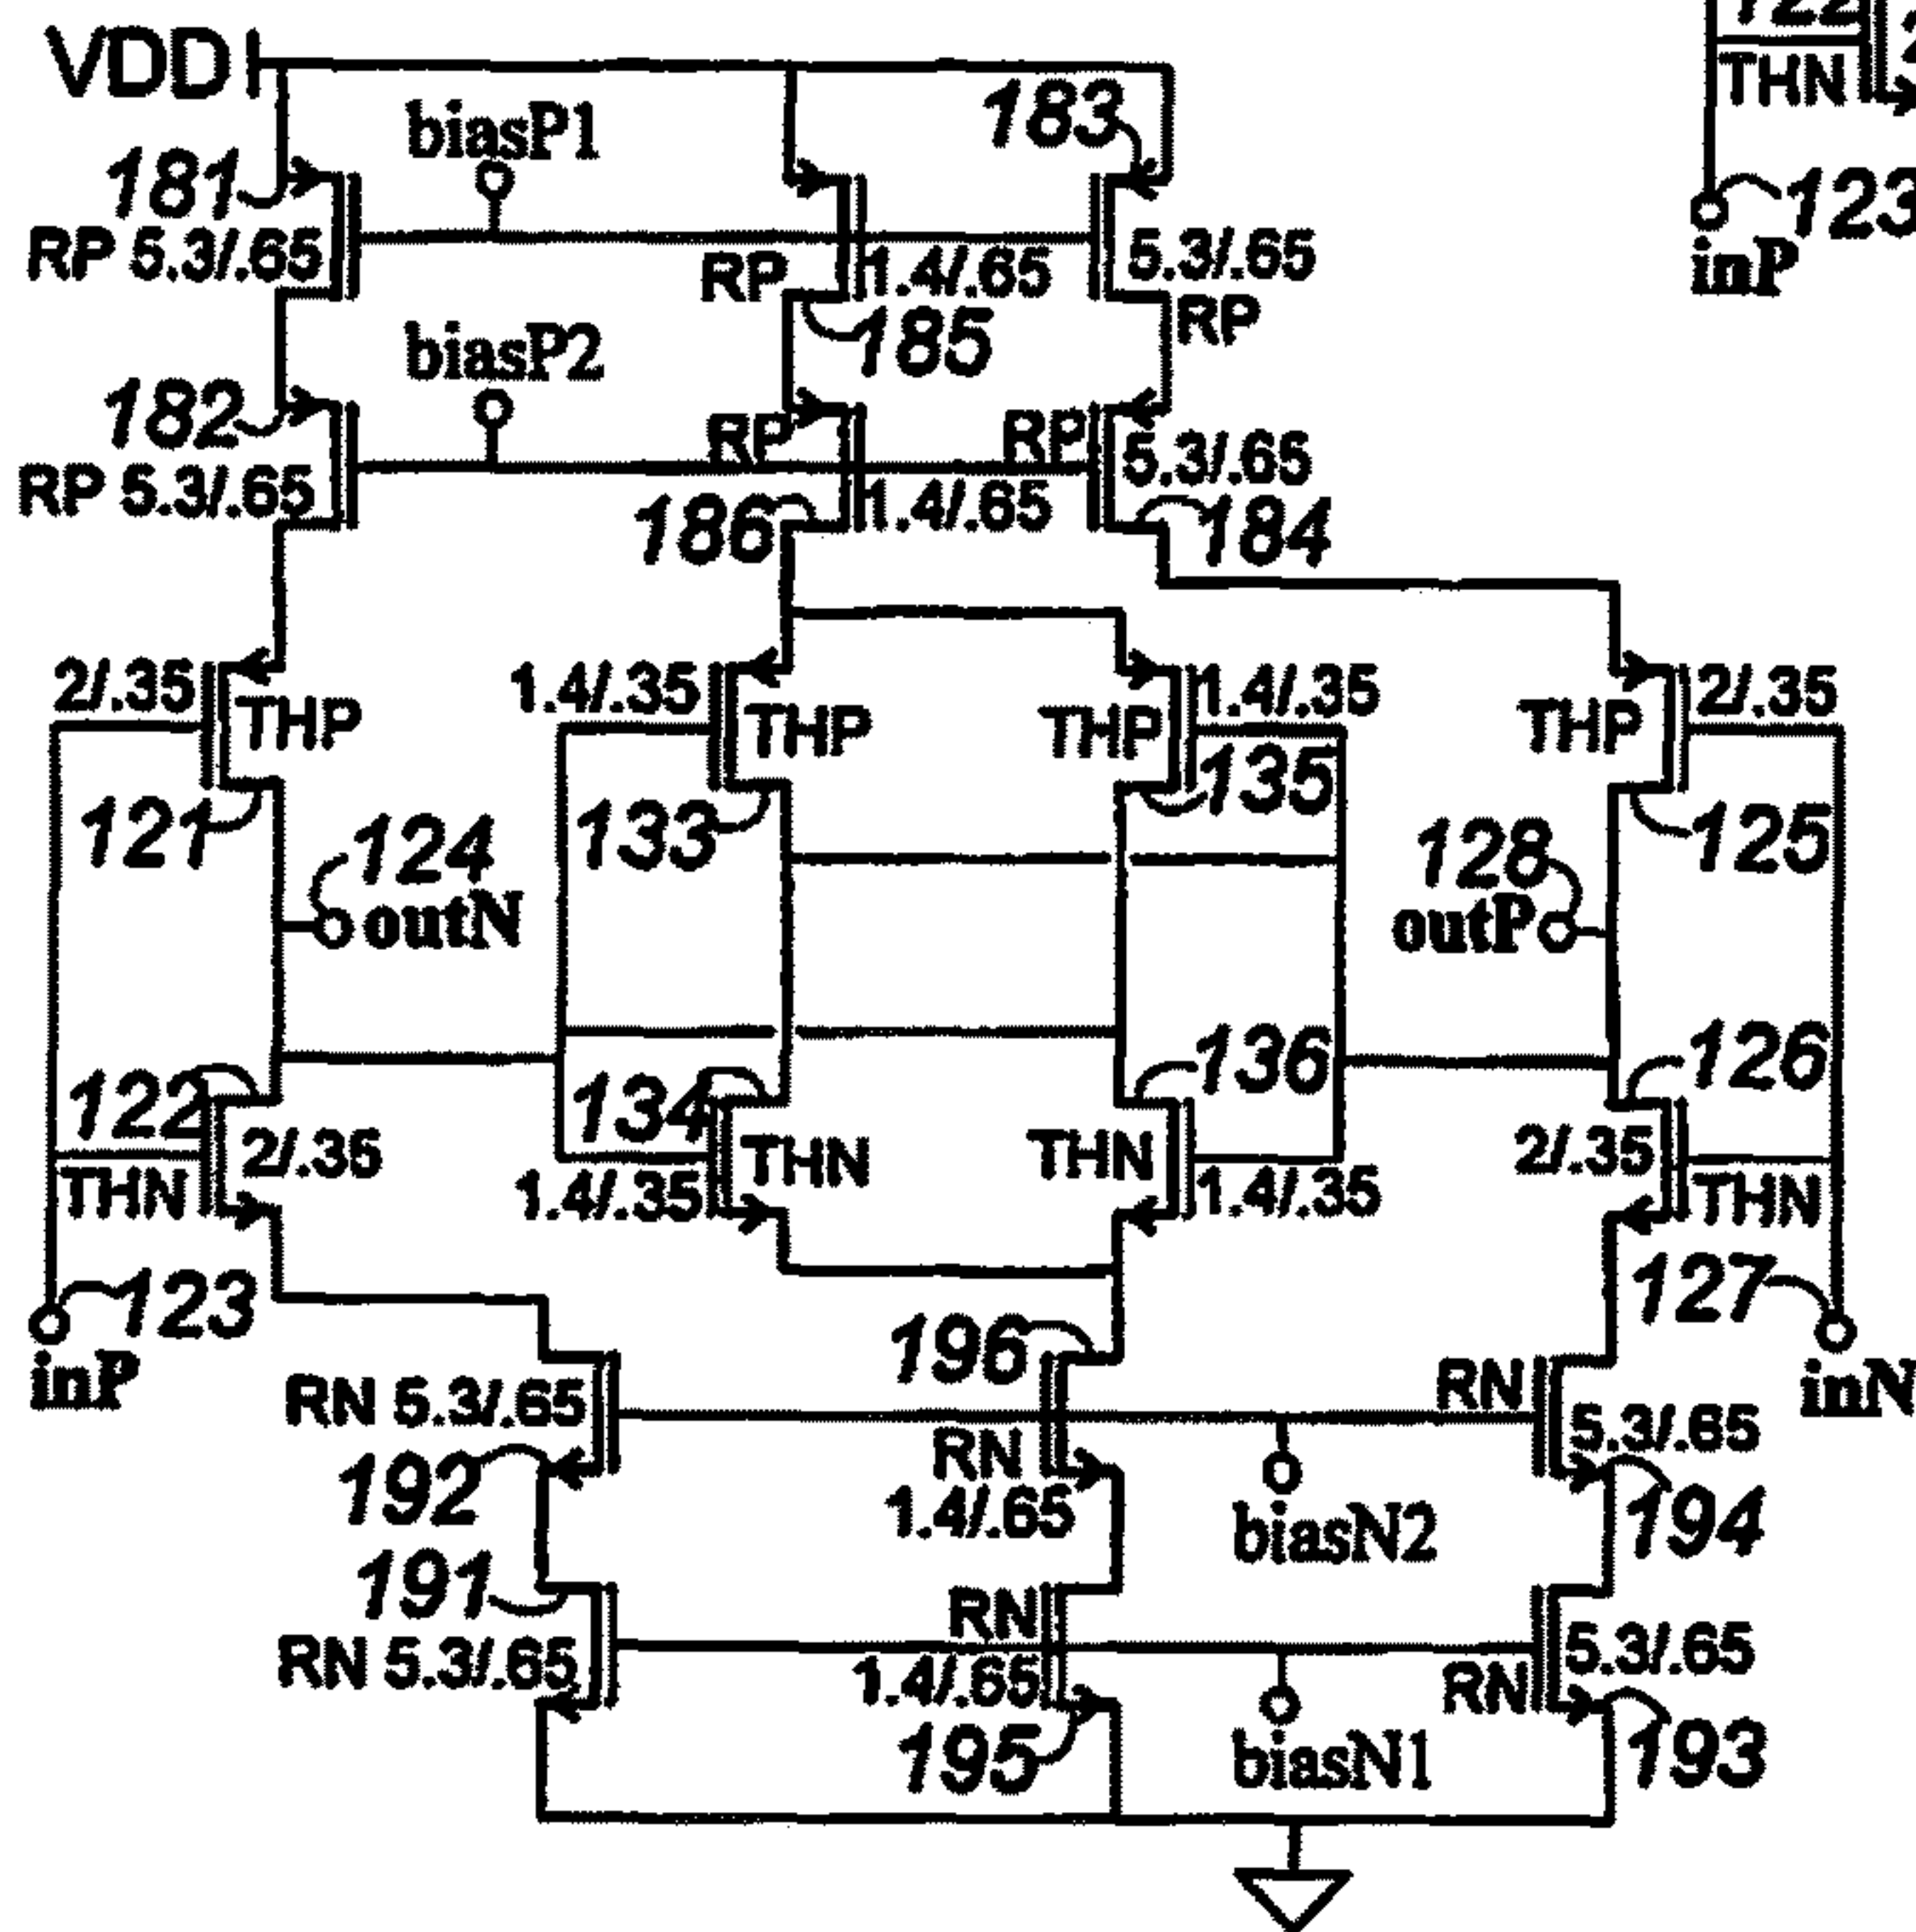 VDD
biasP1
183
181
RP 5.3/.65
RP
1.4/.65
5.3/.65
RP
185
biasP2
182
RP
RP
5.3/.65
RP 5.3/.65
1.4/.65
186
184
2/.35
THP
1.4/.35
THP
THP
1.4/.35
THP
2/.35
121
133
135
125
124
outN
128
outP
122
134
136
126
THN
2/.35
1.4/.35
THN
THN
1.4/.35
2/.35
THN
123
inP
127
inN
196
RN 5.3/.65
RN
1.4/.65
RN
5.3/.65
192
biasN2
194
191
RN 5.3/.65
RN
1.4/.65
5.3/.65
RN
195
biasN1
193
THN
123
inP